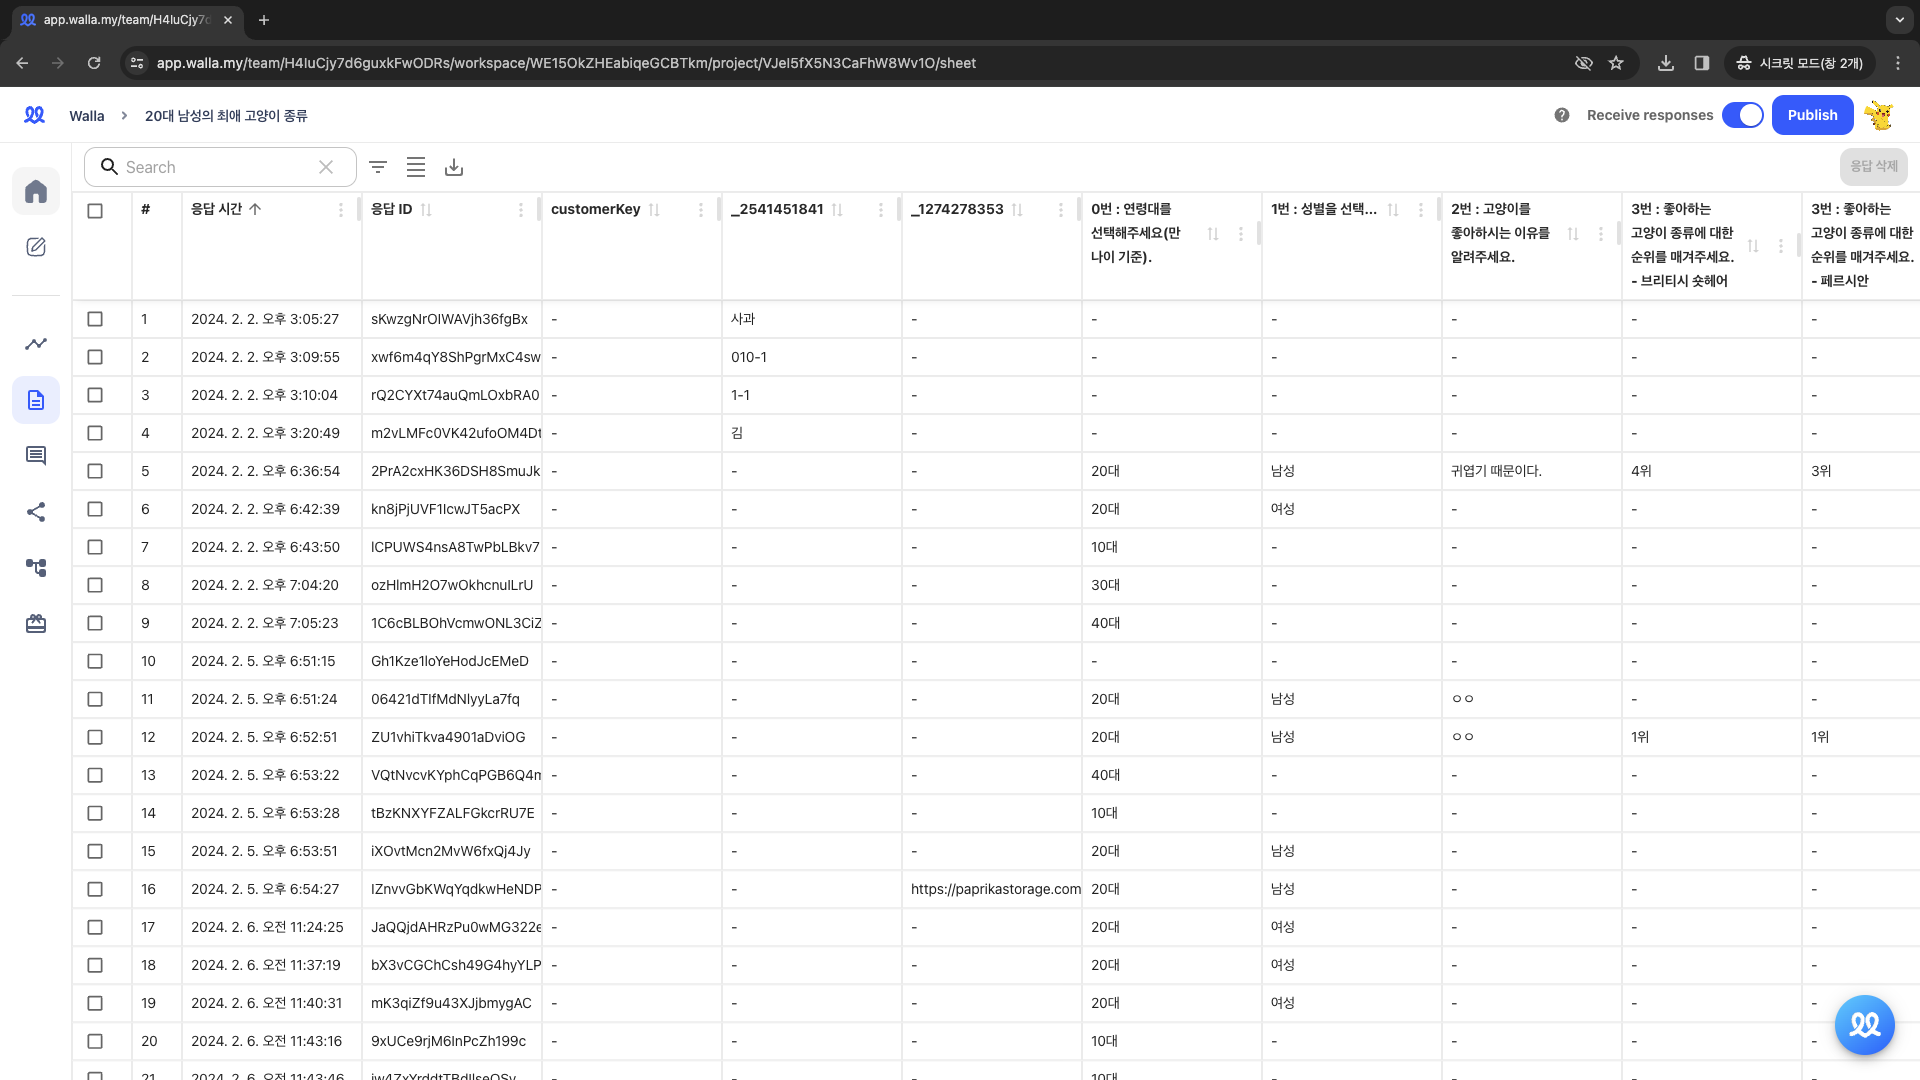 app.walla.my/team/H4IuCjy7d
app.walla.my/team/H4IuCjy7d6guxkFwODRs/workspace/WE15OkZHEabiqeGCBTkm/project/VJel5fX5N3CaFhW8Wv1O/sheet
시크릿 모드(창 2개)
Walla > 20대 남성의 최애 고양이 종류
Receive responses
Publish
Search
응답 삭제
# 응답 시간 응답 ID customerKey _2541451841 _1274278353 0번 : 연령대를 선택해주세요(만 나이 기준). 1번 : 성별을 선택... 2번 : 고양이를 좋아하시는 이유를 알려주세요. 3번 : 좋아하는 고양이 종류에 대한 순위를 매겨주세요. - 브리티시 숏헤어 3번 : 좋아하는 고양이 종류에 대한 순위를 매겨주세요. - 페르시안
1 2024. 2. 2. 오후 3:05:27 sKwzgNrOIWAVjh36fgBx - 사과 - - - - - -
2 2024. 2. 2. 오후 3:09:55 xwf6m4qY8ShPgrMxC4sw - 010-1 - - - - - -
3 2024. 2. 2. 오후 3:10:04 rQ2CYXt74auQmLOxbRA0 - 1-1 - - - - - -
4 2024. 2. 2. 오후 3:20:49 m2vLMFc0VK42ufoOM4Dt - 김 - - - - - -
5 2024. 2. 2. 오후 6:36:54 2PrA2cxHK36DSH8SmuJk - - - 20대 남성 귀엽기 때문이다. 4위 3위
6 2024. 2. 2. 오후 6:42:39 kn8jPjUVF1lcwJT5acPX - - - 20대 여성 - - -
7 2024. 2. 2. 오후 6:43:50 lCPUWS4nsA8TwPbLBkv7 - - - 10대 - - - -
8 2024. 2. 2. 오후 7:04:20 ozHlmH2O7wOkhcnuILrU - - - 30대 - - - -
9 2024. 2. 2. 오후 7:05:23 1C6cBLBOhVcmwONL3CiZ - - - 40대 - - - -
10 2024. 2. 5. 오후 6:51:15 Gh1Kze1loYeHodJcEMeD - - - - - - - -
11 2024. 2. 5. 오후 6:51:24 06421dTlfMdNlyyLa7fq - - - 20대 남성 ㅇㅇ - -
12 2024. 2. 5. 오후 6:52:51 ZU1vhiTkva4901aDviOG - - - 20대 남성 ㅇㅇ 1위 1위
13 2024. 2. 5. 오후 6:53:22 VQtNvcvKYphCqPGB6Q4m - - - 40대 - - - -
14 2024. 2. 5. 오후 6:53:28 tBzKNXYFZALFGkcrRU7E - - - 10대 - - - -
15 2024. 2. 5. 오후 6:53:51 iXOvtMcn2MvW6fxQj4Jy - - - 20대 남성 - - -
16 2024. 2. 5. 오후 6:54:27 IZnvvGbKWqYqdkwHeNDP - - https://paprikastorage.com 20대 남성 - - -
17 2024. 2. 6. 오전 11:24:25 JaQQjdAHRzPu0wMG322e - - - 20대 여성 - - -
18 2024. 2. 6. 오전 11:37:19 bX3vCGChCsh49G4hyYLP - - - 20대 여성 - - -
19 2024. 2. 6. 오전 11:40:31 mK3qiZf9u43XJjbmygAC - - - 20대 여성 - - -
20 2024. 2. 6. 오전 11:43:16 9xUCe9rjM6InPcZh199c - - - 10대 - - - -
21 2024. 2. 6. 오전 11:43:46 10대